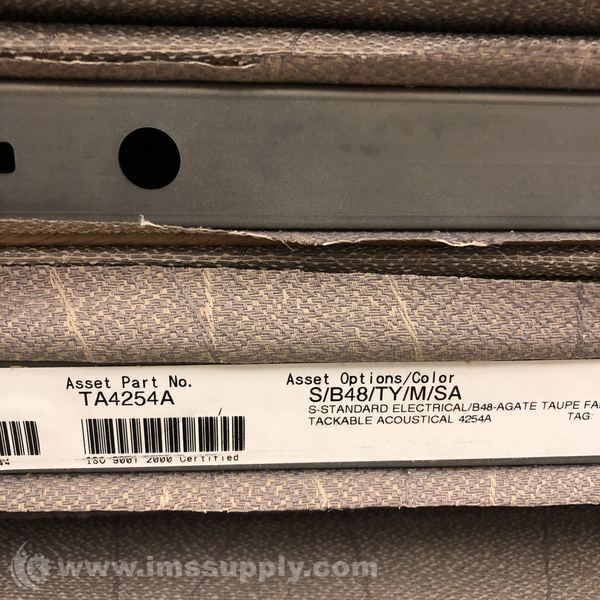 Asset Part No.
TA4254A
ISO 9001 2000 Certified
Asset Options/Color
S/B48/TY/M/SA
S-STANDARD ELECTRICAL/B48-AGATE TAUPE
TACKABLE ACOUSTICAL 4254A
TAG:
www.imssupply.com